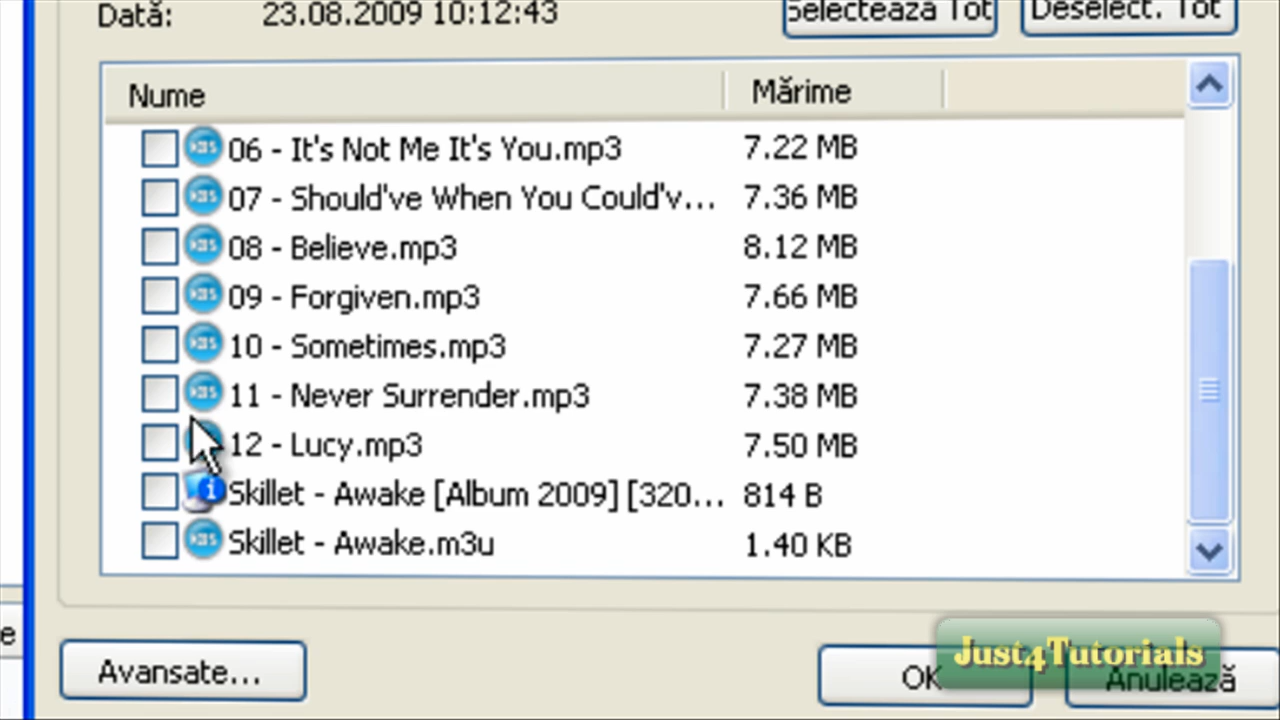 Dată: 23.08.2009 10:12:43 Selectează Tot Deselect. Tot
Nume Mărime
06 - It's Not Me It's You.mp3 7.22 MB
07 - Should've When You Could'v... 7.36 MB
08 - Believe.mp3 8.12 MB
09 - Forgiven.mp3 7.66 MB
10 - Sometimes.mp3 7.27 MB
11 - Never Surrender.mp3 7.38 MB
12 - Lucy.mp3 7.50 MB
Skillet - Awake [Album 2009] [320... 814 B
Skillet - Awake.m3u 1.40 KB
Just4Tutorials
Avansate... OK Anulează